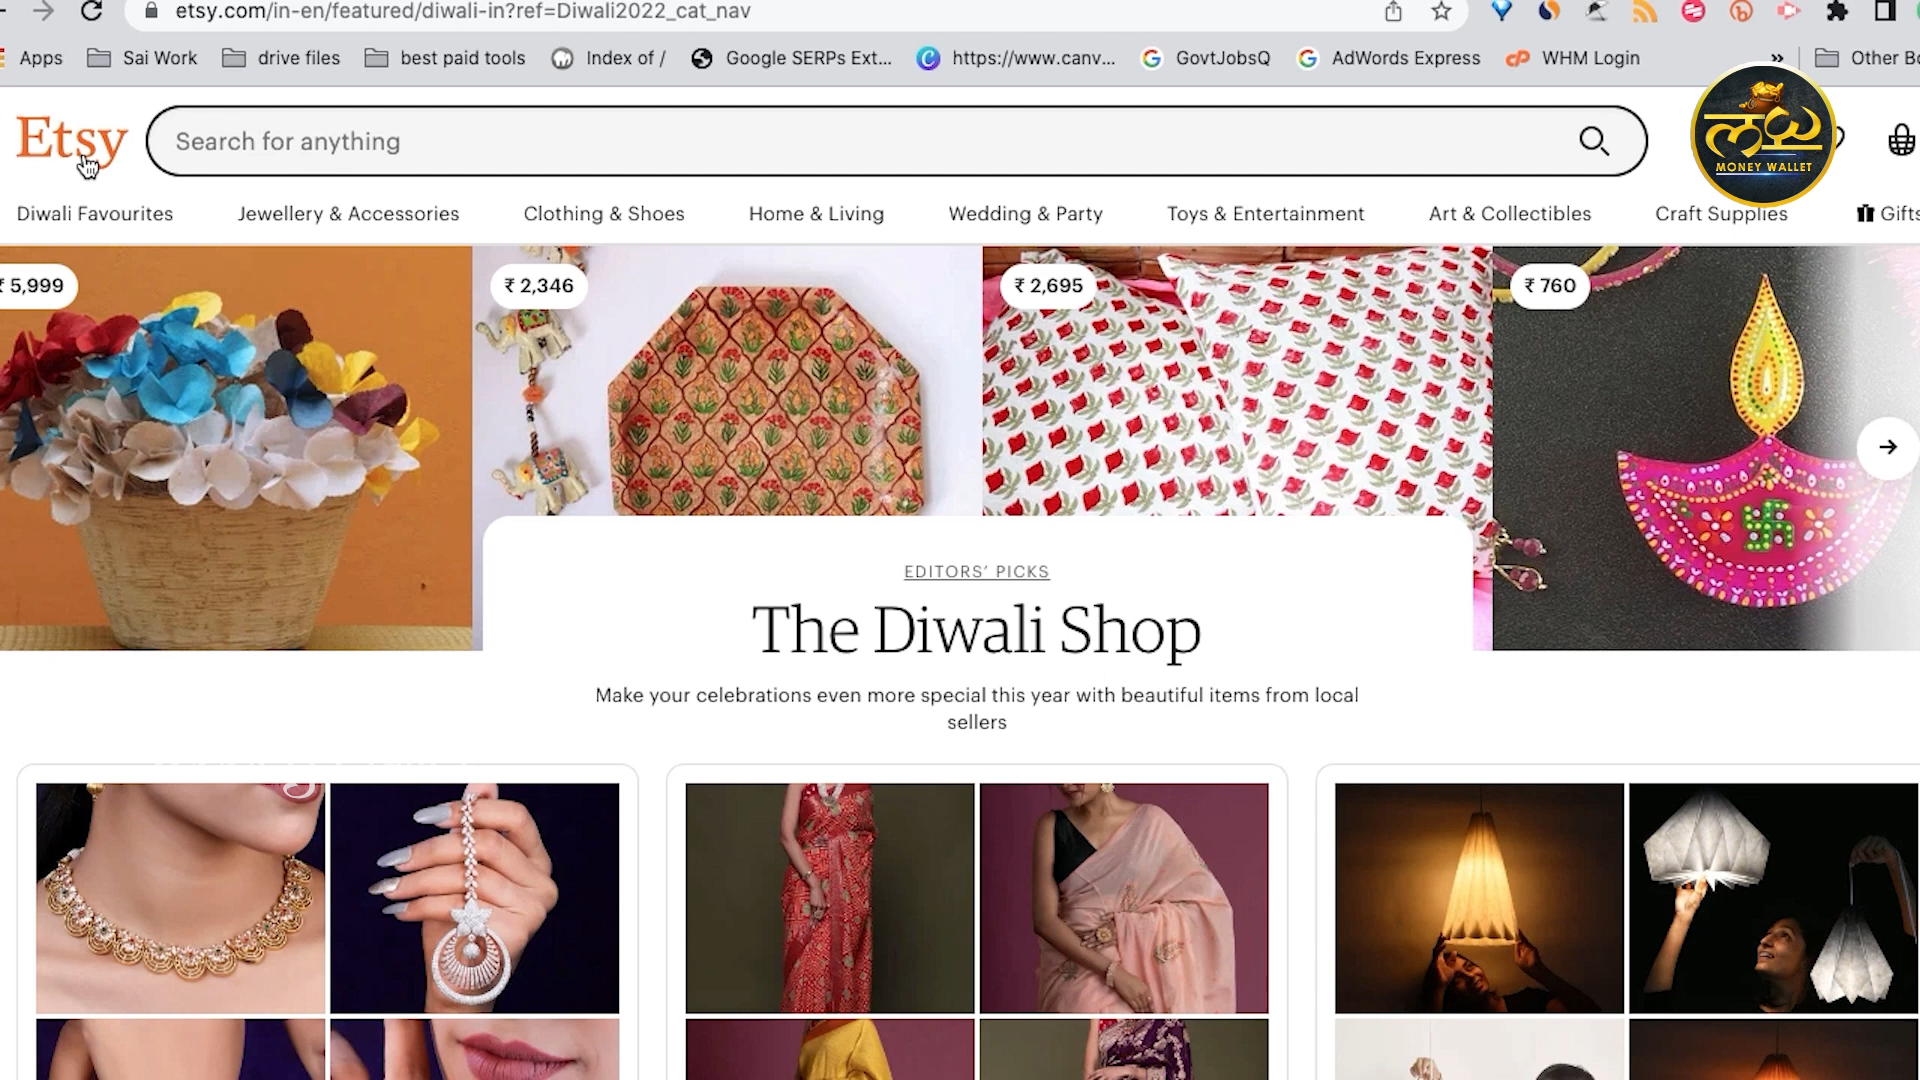 etsy.com/in-en/featured/diwali-in?ref=Diwali2022_cat_nav
Apps Sai Work drive files best paid tools Index of / Google SERPs Ext... https://www.canv... GovtJobsQ AdWords Express WHM Login » Other Bo
Etsy Search for anything
MONEY WALLET
Diwali Favourites Jewellery & Accessories Clothing & Shoes Home & Living Wedding & Party Toys & Entertainment Art & Collectibles Craft Supplies Gifts
₹ 5,999 ₹ 2,346 ₹ 2,695 ₹ 760
EDITORS’ PICKS
The Diwali Shop
Make your celebrations even more special this year with beautiful items from local
sellers